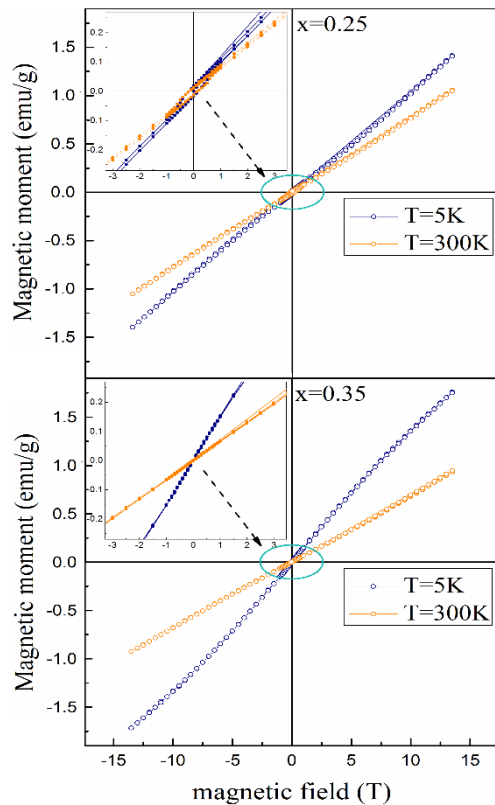 x=0.25
1.5
1.0
0.5
0.0
-0.5
-1.0
-1.5
Magnetic moment (emu/g)
0.2
0.1
0.0
-0.1
-0.2
-3 -2 -1 0 1 2 3
T=5K
T=300K
x=0.35
1.5
1.0
0.5
0.0
-0.5
-1.0
-1.5
Magnetic moment (emu/g)
0.2
0.1
0.0
-0.1
-0.2
-3 -2 -1 0 1 2 3
T=5K
T=300K
-15 -10 -5 0 5 10 15
magnetic field (T)